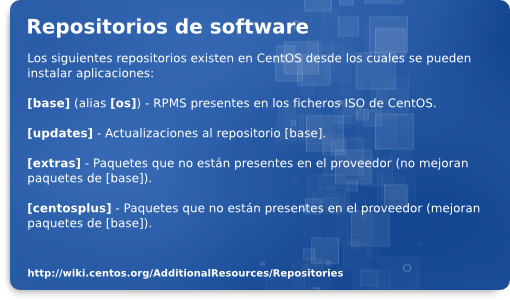 Repositorios de software
Los siguientes repositorios existen en CentOS desde los cuales se pueden
instalar aplicaciones:
[base] (alias [os]) - RPMS presentes en los ficheros ISO de CentOS.
[updates] - Actualizaciones al repositorio [base].
[extras] - Paquetes que no están presentes en el proveedor (no mejoran
paquetes de [base]).
[centosplus] - Paquetes que no están presentes en el proveedor (mejoran
paquetes de [base]).
http://wiki.centos.org/AdditionalResources/Repositories